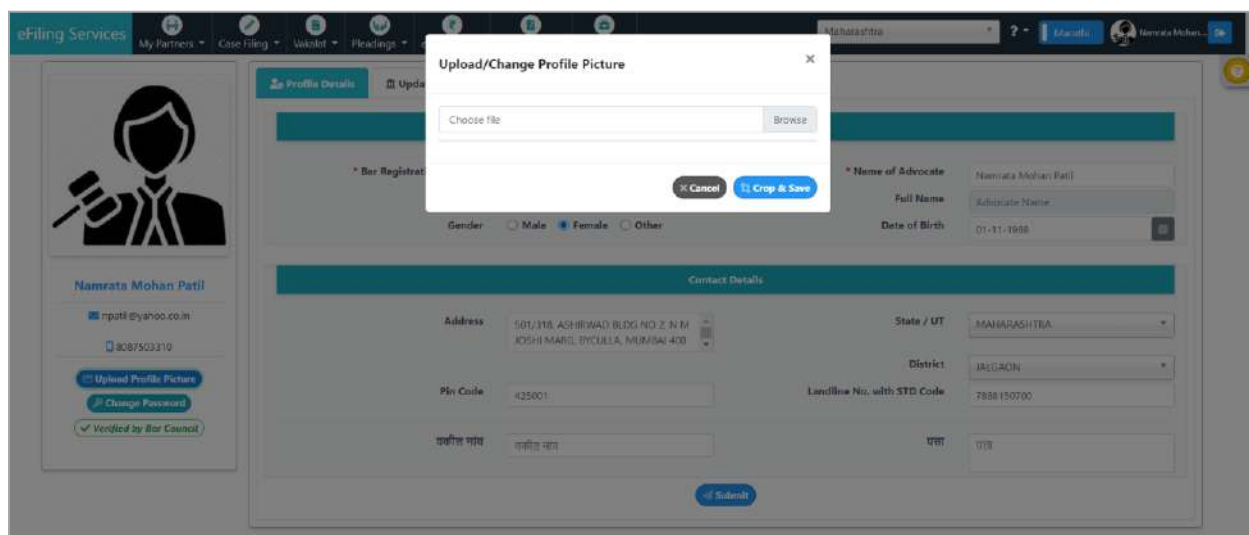 eFiling Services
My Partners
Case Filing
Vakalat
Pleadings
Maharashtra
?
Marathi
Namrata Mohan...
Upload/Change Profile Picture
×
Choose file
Browse
× Cancel
Crop & Save
Profile Details
Upda
* Bar Registrat
* Name of Advocate
Namrata Mohan Patil
Full Name
Advocate Name
Gender
Male
Female
Other
Date of Birth
01-11-1988
Namrata Mohan Patil
npatil@yahoo.co.in
8087503310
Upload Profile Picture
Change Password
Verified by Bar Council
Contact Details
Address
501/318, ASHIRWAD BLDG NO 2, N M
JOSHI MARG, BYCULLA, MUMBAI 400
State / UT
MAHARASHTRA
District
JALGAON
Pin Code
425001
Landline No. with STD Code
7888150700
वकील नांव
वकील नांव
पत्ता
पत्ता
Submit